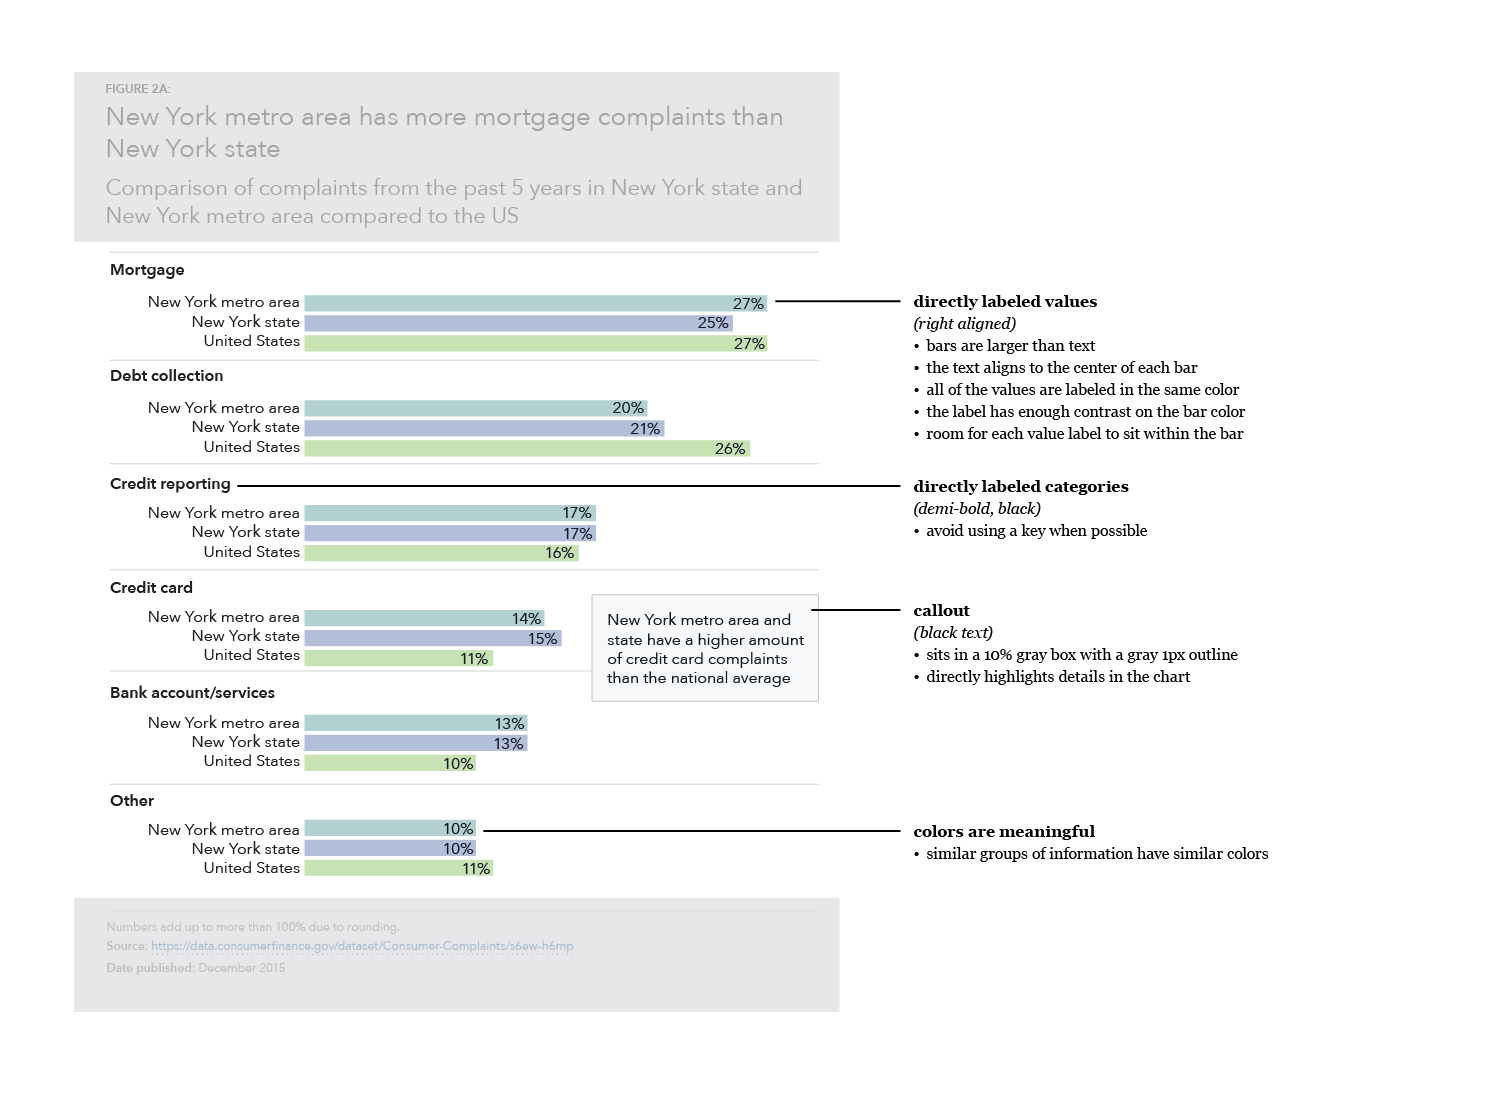 FIGURE 2A:
New York metro area has more mortgage complaints than
New York state
Comparison of complaints from the past 5 years in New York state and
New York metro area compared to the US
Mortgage
New York metro area 27%
New York state 25%
United States 27%
Debt collection
New York metro area 20%
New York state 21%
United States 26%
Credit reporting
New York metro area 17%
New York state 17%
United States 16%
Credit card
New York metro area 14%
New York state 15%
United States 11%
New York metro area and
state have a higher amount
of credit card complaints
than the national average
Bank account/services
New York metro area 13%
New York state 13%
United States 10%
Other
New York metro area 10%
New York state 10%
United States 11%
Numbers add up to more than 100% due to rounding.
Source: https://data.consumerfinance.gov/dataset/Consumer-Complaints/s6ew-h6mp
Date published: December 2015
directly labeled values
(right aligned)
• bars are larger than text
• the text aligns to the center of each bar
• all of the values are labeled in the same color
• the label has enough contrast on the bar color
• room for each value label to sit within the bar
directly labeled categories
(demi-bold, black)
• avoid using a key when possible
callout
(black text)
• sits in a 10% gray box with a gray 1px outline
• directly highlights details in the chart
colors are meaningful
• similar groups of information have similar colors